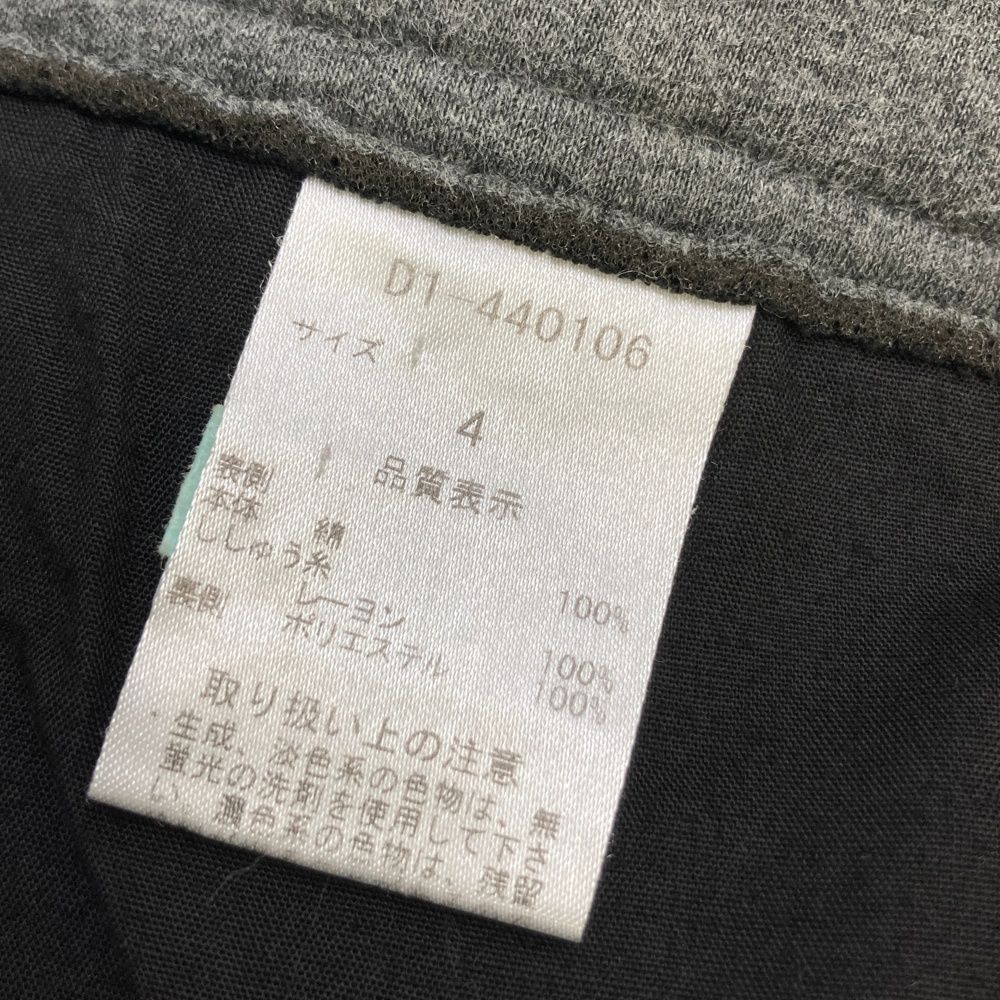 D1-440106
サイズ
4
品質表示
表側
本体 綿 100%
ししゅう糸
レーヨン 100%
表側 ポリエステル 100%
取り扱い上の注意
生成、淡色系の色物は、無
蛍光の洗剤を使用して下さ
い。濃色系の色物は、残留